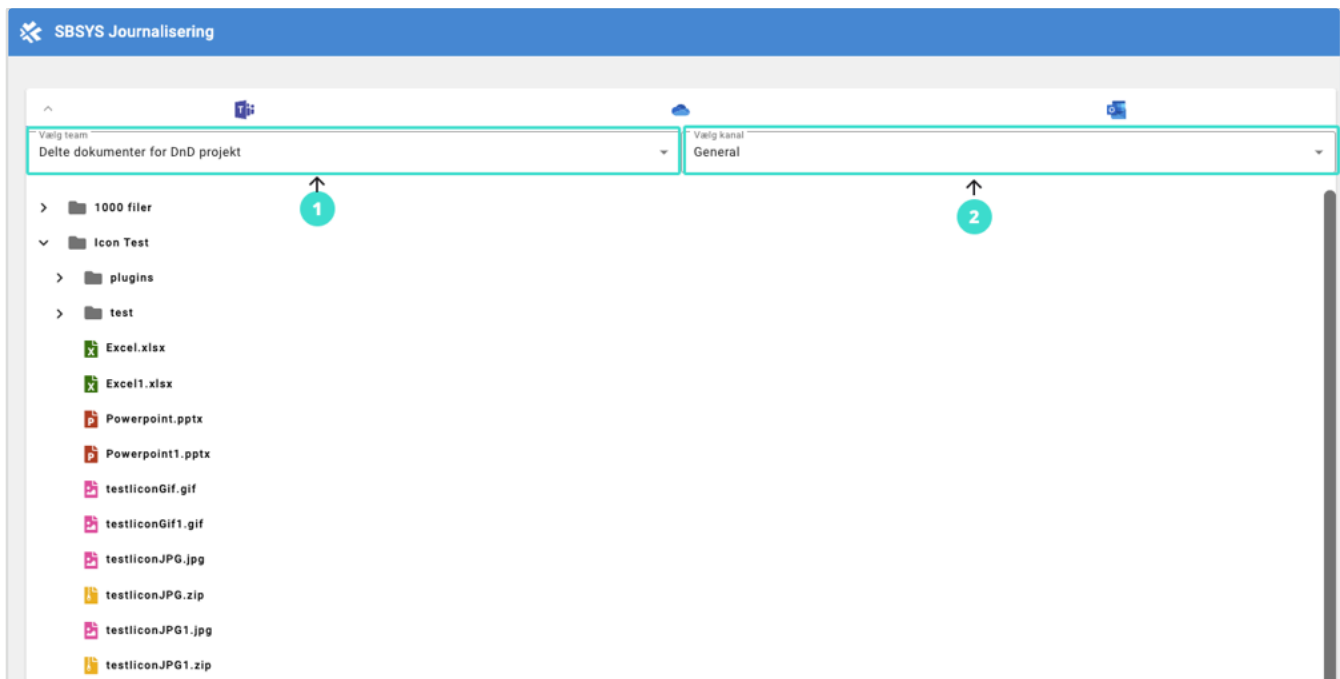 SBSYS Journalisering
Vælg team
Delte dokumenter for DnD projekt
Vælg kanal
General
1
2
1000 filer
Icon Test
plugins
test
Excel.xlsx
Excel1.xlsx
Powerpoint.pptx
Powerpoint1.pptx
testIiconGif.gif
testIiconGif1.gif
testIiconJPG.jpg
testIiconJPG.zip
testIiconJPG1.jpg
testIiconJPG1.zip